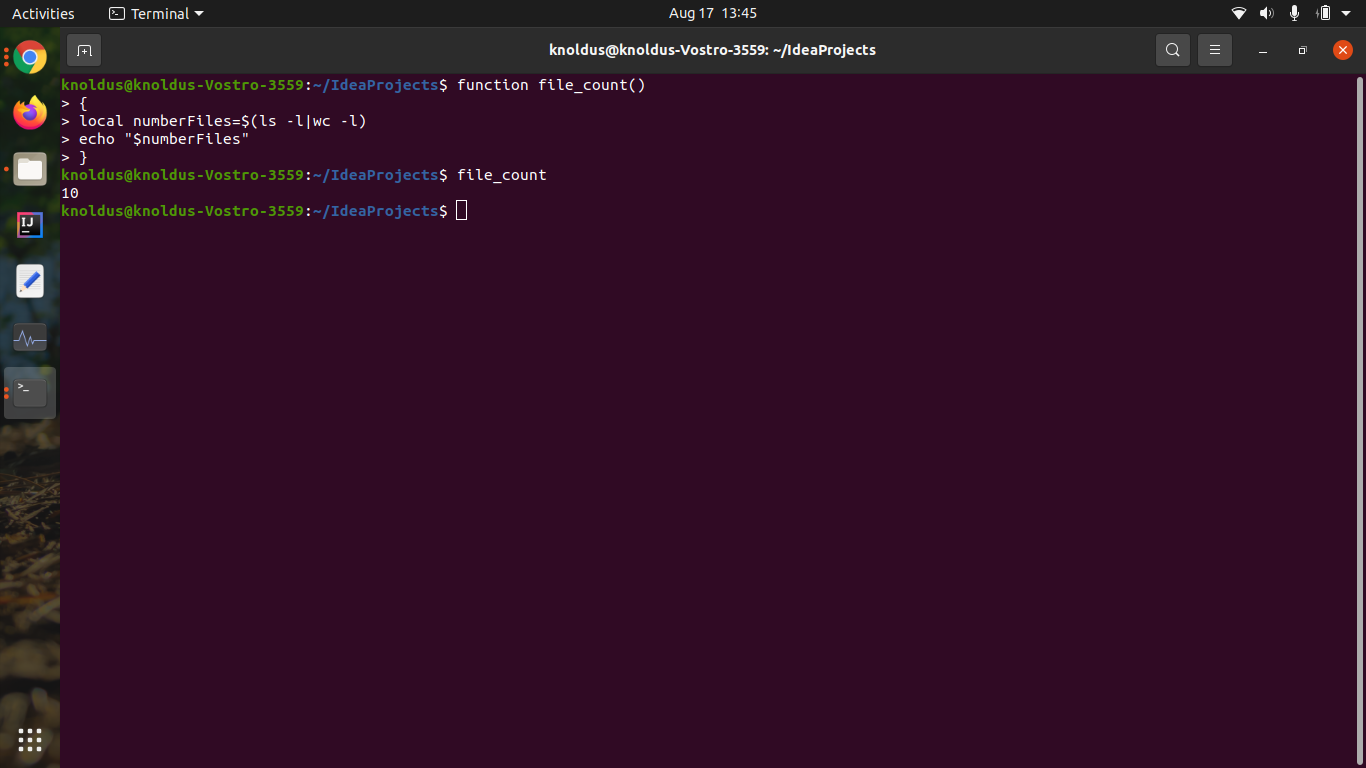 Activities
Terminal
Aug 17 13:45
knoldus@knoldus-Vostro-3559: ~/IdeaProjects
knoldus@knoldus-Vostro-3559:~/IdeaProjects$ function file_count()
> {
> local numberFiles=$(ls -l|wc -l)
> echo "$numberFiles"
> }
knoldus@knoldus-Vostro-3559:~/IdeaProjects$ file_count
10
knoldus@knoldus-Vostro-3559:~/IdeaProjects$
IJ
>_